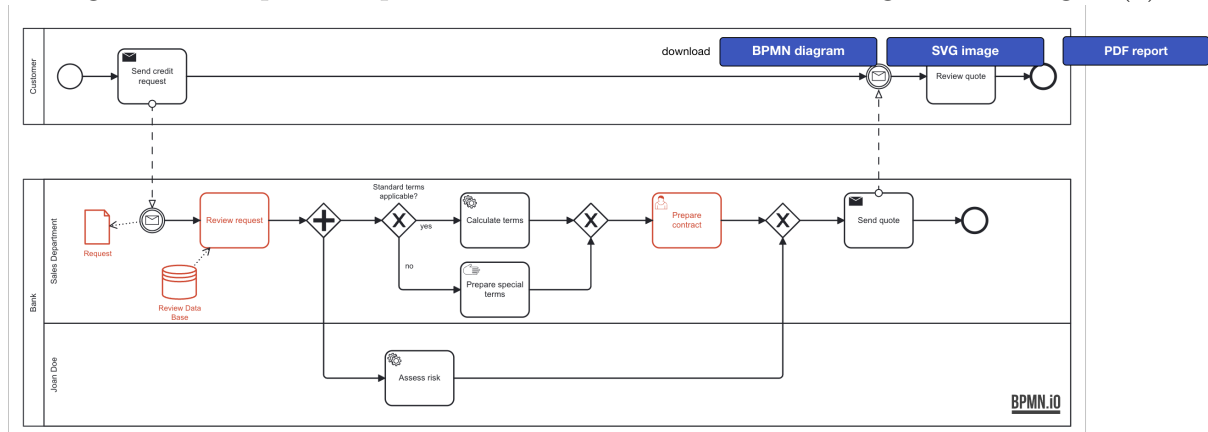 download
BPMN diagram
SVG image
PDF report
Customer
Send credit
request
Review quote
Bank
Sales Department
Standard terms
applicable?
Request
Review request
yes
Calculate terms
Prepare
contract
Send quote
no
Prepare special
terms
Review Data
Base
Joan Doe
Assess risk
BPMN.iO